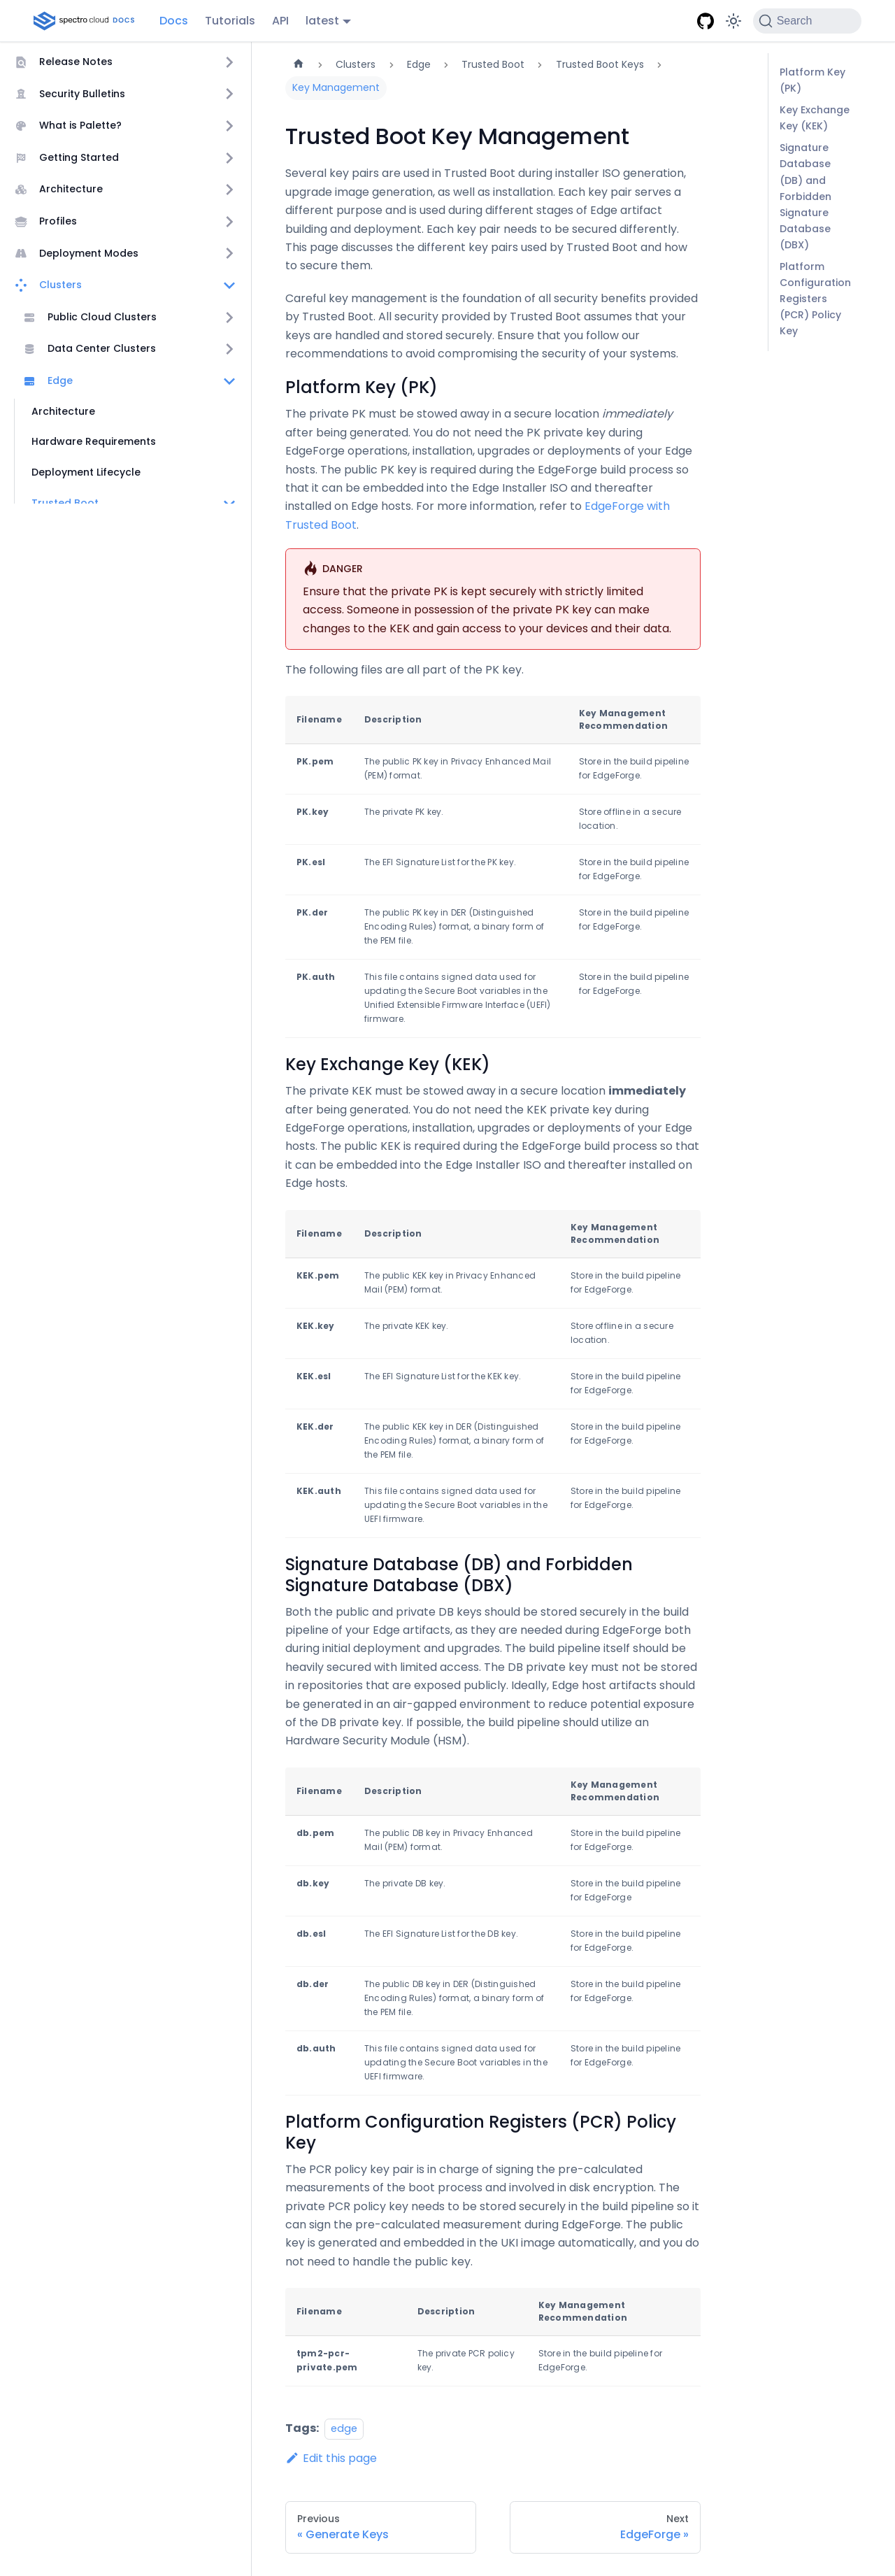 spectro cloud DOCS
Docs
Tutorials
API
latest
Search
Release Notes
Security Bulletins
What is Palette?
Getting Started
Architecture
Profiles
Deployment Modes
Clusters
Public Cloud Clusters
Data Center Clusters
Edge
Architecture
Hardware Requirements
Deployment Lifecycle
Trusted Boot
Clusters
Edge
Trusted Boot
Trusted Boot Keys
Key Management
Trusted Boot Key Management
Several key pairs are used in Trusted Boot during installer ISO generation,
upgrade image generation, as well as installation. Each key pair serves a
different purpose and is used during different stages of Edge artifact
building and deployment. Each key pair needs to be secured differently.
This page discusses the different key pairs used by Trusted Boot and how
to secure them.
Careful key management is the foundation of all security benefits provided
by Trusted Boot. All security provided by Trusted Boot assumes that your
keys are handled and stored securely. Ensure that you follow our
recommendations to avoid compromising the security of your systems.
Platform Key (PK)
The private PK must be stowed away in a secure location immediately
after being generated. You do not need the PK private key during
EdgeForge operations, installation, upgrades or deployments of your Edge
hosts. The public PK key is required during the EdgeForge build process so
that it can be embedded into the Edge Installer ISO and thereafter
installed on Edge hosts. For more information, refer to EdgeForge with
Trusted Boot.
DANGER
Ensure that the private PK is kept securely with strictly limited
access. Someone in possession of the private PK key can make
changes to the KEK and gain access to your devices and their data.
The following files are all part of the PK key.
Filename
Description
Key Management
Recommendation
PK.pem
The public PK key in Privacy Enhanced Mail
(PEM) format.
Store in the build pipeline
for EdgeForge.
PK.key
The private PK key.
Store offline in a secure
location.
PK.esl
The EFI Signature List for the PK key.
Store in the build pipeline
for EdgeForge.
PK.der
The public PK key in DER (Distinguished
Encoding Rules) format, a binary form of
the PEM file.
Store in the build pipeline
for EdgeForge.
PK.auth
This file contains signed data used for
updating the Secure Boot variables in the
Unified Extensible Firmware Interface (UEFI)
firmware.
Store in the build pipeline
for EdgeForge.
Key Exchange Key (KEK)
The private KEK must be stowed away in a secure location immediately
after being generated. You do not need the KEK private key during
EdgeForge operations, installation, upgrades or deployments of your Edge
hosts. The public KEK is required during the EdgeForge build process so that
it can be embedded into the Edge Installer ISO and thereafter installed on
Edge hosts.
Filename
Description
Key Management
Recommendation
KEK.pem
The public KEK key in Privacy Enhanced
Mail (PEM) format.
Store in the build pipeline
for EdgeForge.
KEK.key
The private KEK key.
Store offline in a secure
location.
KEK.esl
The EFI Signature List for the KEK key.
Store in the build pipeline
for EdgeForge.
KEK.der
The public KEK key in DER (Distinguished
Encoding Rules) format, a binary form of
the PEM file.
Store in the build pipeline
for EdgeForge.
KEK.auth
This file contains signed data used for
updating the Secure Boot variables in the
UEFI firmware.
Store in the build pipeline
for EdgeForge.
Signature Database (DB) and Forbidden
Signature Database (DBX)
Both the public and private DB keys should be stored securely in the build
pipeline of your Edge artifacts, as they are needed during EdgeForge both
during initial deployment and upgrades. The build pipeline itself should be
heavily secured with limited access. The DB private key must not be stored
in repositories that are exposed publicly. Ideally, Edge host artifacts should
be generated in an air-gapped environment to reduce potential exposure
of the DB private key. If possible, the build pipeline should utilize an
Hardware Security Module (HSM).
Filename
Description
Key Management
Recommendation
db.pem
The public DB key in Privacy Enhanced
Mail (PEM) format.
Store in the build pipeline
for EdgeForge.
db.key
The private DB key.
Store in the build pipeline
for EdgeForge
db.esl
The EFI Signature List for the DB key.
Store in the build pipeline
for EdgeForge.
db.der
The public DB key in DER (Distinguished
Encoding Rules) format, a binary form of
the PEM file.
Store in the build pipeline
for EdgeForge.
db.auth
This file contains signed data used for
updating the Secure Boot variables in the
UEFI firmware.
Store in the build pipeline
for EdgeForge.
Platform Configuration Registers (PCR) Policy
Key
The PCR policy key pair is in charge of signing the pre-calculated
measurements of the boot process and involved in disk encryption. The
private PCR policy key needs to be stored securely in the build pipeline so it
can sign the pre-calculated measurement during EdgeForge. The public
key is generated and embedded in the UKI image automatically, and you do
not need to handle the public key.
Filename
Description
Key Management
Recommendation
tpm2-pcr-
private.pem
The private PCR policy
key.
Store in the build pipeline for
EdgeForge.
Tags: edge
Edit this page
Previous
« Generate Keys
Next
EdgeForge »
Platform Key
(PK)
Key Exchange
Key (KEK)
Signature
Database
(DB) and
Forbidden
Signature
Database
(DBX)
Platform
Configuration
Registers
(PCR) Policy
Key